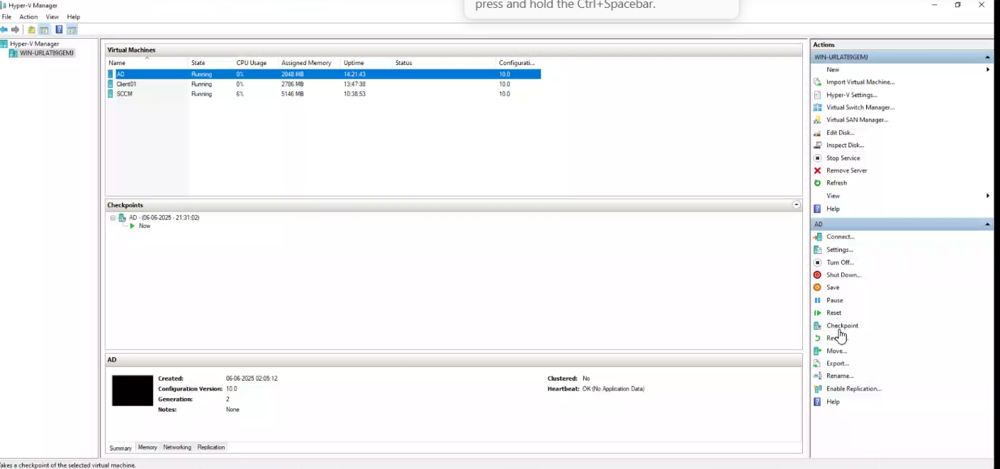 Hyper-V Manager
press and hold the Ctrl+Spacebar.
File Action View Help
Hyper-V Manager
WIN-URLAT89GEMJ
Virtual Machines
Name State CPU Usage Assigned Memory Uptime Status Configurati...
AD Running 0% 2048 MB 14:21:43 10.0
Client01 Running 0% 2786 MB 13:47:38 10.0
SCCM Running 6% 5146 MB 10:38:53 10.0
Checkpoints
AD - (06-06-2025 - 21:31:02)
Now
AD
Created: 06-06-2025 02:05:12
Configuration Version: 10.0
Generation: 2
Notes: None
Clustered: No
Heartbeat: OK (No Application Data)
Summary Memory Networking Replication
Actions
WIN-URLAT89GEMJ
New
Import Virtual Machine...
Hyper-V Settings...
Virtual Switch Manager...
Virtual SAN Manager...
Edit Disk...
Inspect Disk...
Stop Service
Remove Server
Refresh
View
Help
AD
Connect...
Settings...
Turn Off...
Shut Down...
Save
Pause
Reset
Checkpoint
Move...
Export...
Rename...
Enable Replication...
Help
Takes a checkpoint of the selected virtual machine.